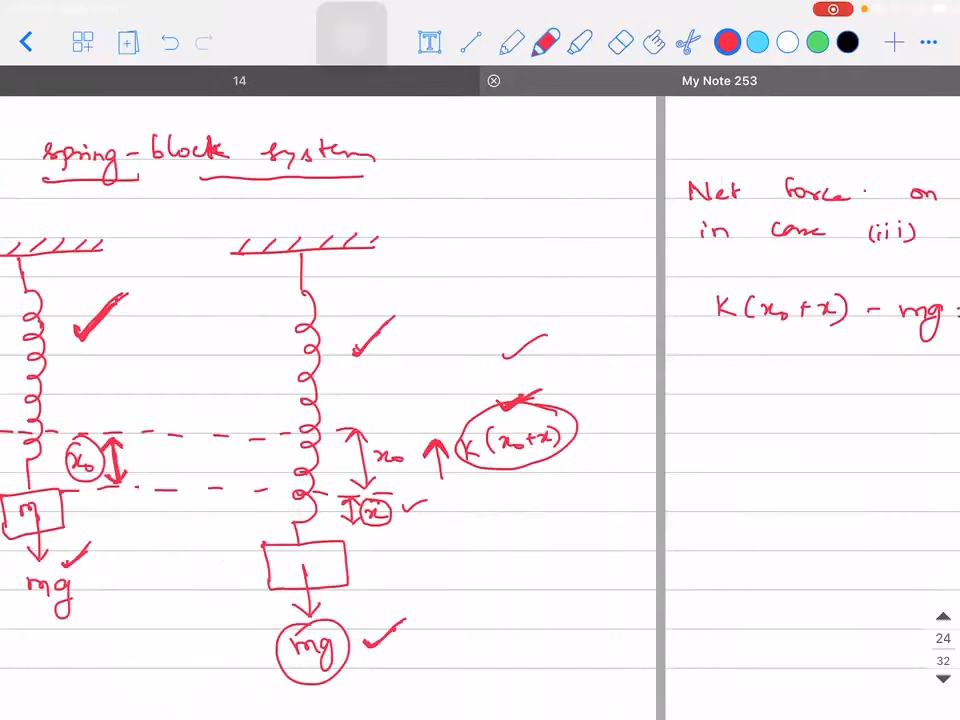 14
My Note 253
spring-block system
x₀
m
mg
x₀
x
K(x₀+x)
mg
Net force on
in case (iii)
K(x₀+x) - mg =
24
32